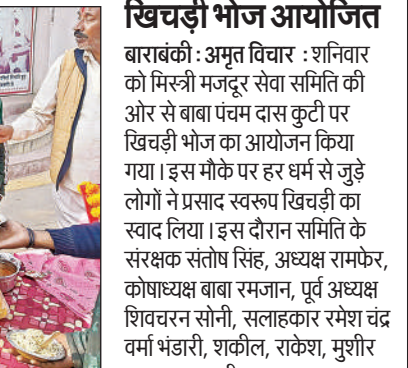 खिचड़ी भोज आयोजित
बाराबंकी : अमृत विचार : शनिवार
को मिस्त्री मजदूर सेवा समिति की
ओर से बाबा पंचम दास कुटी पर
खिचड़ी भोज का आयोजन किया
गया । इस मौके पर हर धर्म से जुड़े
लोगों ने प्रसाद स्वरूप खिचड़ी का
स्वाद लिया । इस दौरान समिति के
संरक्षक संतोष सिंह, अध्यक्ष रामफेर,
कोषाध्यक्ष बाबा रमजान, पूर्व अध्यक्ष
शिवचरन सोनी, सलाहकार रमेश चंद्र
वर्मा भंडारी, शकील, राकेश, मुशीर